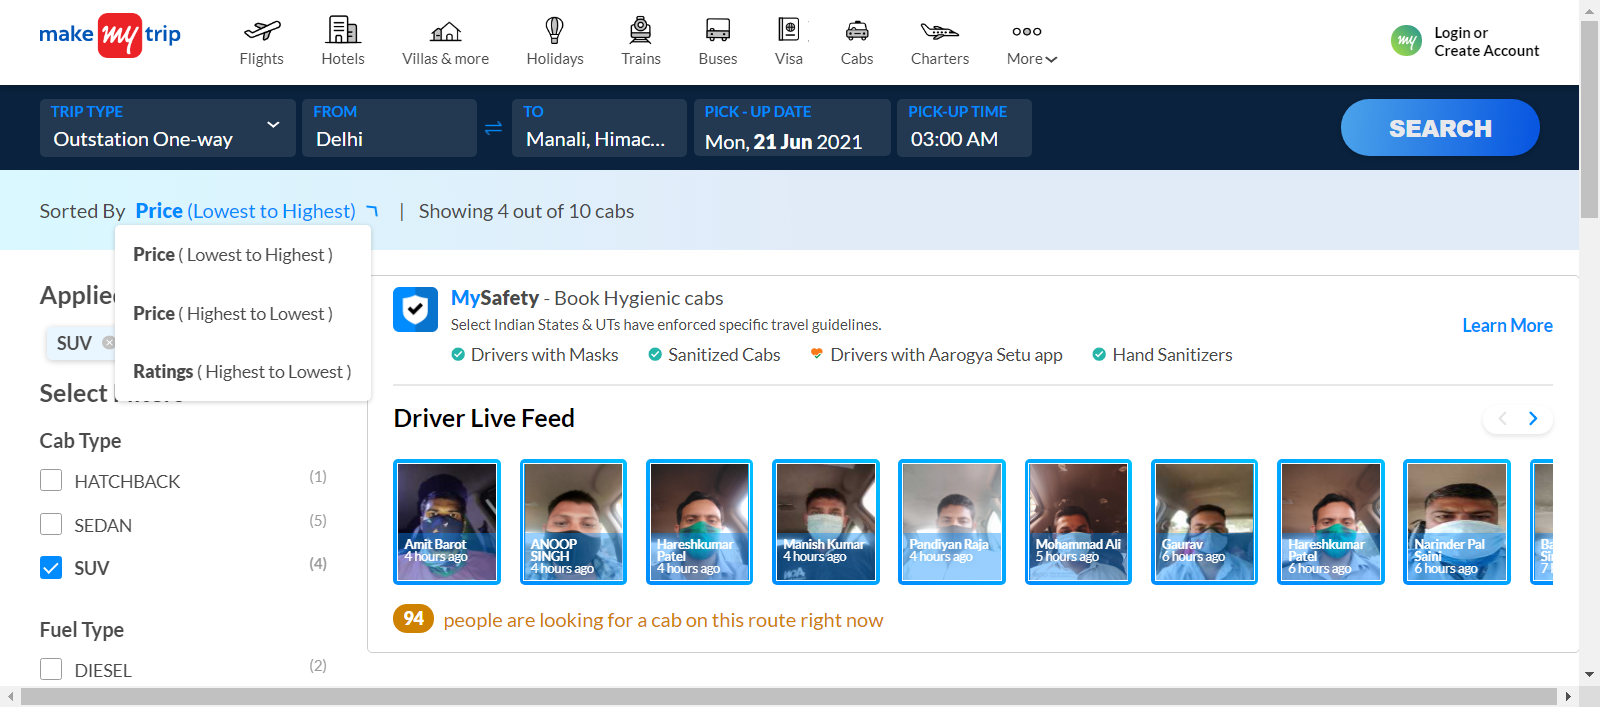 make my trip
Flights
Hotels
Villas & more
Holidays
Trains
Buses
Visa
Cabs
Charters
More
my
Login or
Create Account
TRIP TYPE
Outstation One-way
FROM
Delhi
TO
Manali, Himac...
PICK - UP DATE
Mon, 21 Jun 2021
PICK-UP TIME
03:00 AM
SEARCH
Sorted By Price (Lowest to Highest) | Showing 4 out of 10 cabs
Price ( Lowest to Highest )
Price ( Highest to Lowest )
Ratings ( Highest to Lowest )
Applied
SUV
Select Filters
Cab Type
HATCHBACK (1)
SEDAN (5)
SUV (4)
Fuel Type
DIESEL (2)
MySafety - Book Hygienic cabs
Select Indian States & UTs have enforced specific travel guidelines.
Learn More
Drivers with Masks
Sanitized Cabs
Drivers with Aarogya Setu app
Hand Sanitizers
Driver Live Feed
Amit Barot
4 hours ago
ANOOP
SINGH
4 hours ago
Hareshkumar
Patel
4 hours ago
Manish Kumar
4 hours ago
Pandiyan Raja
4 hours ago
Mohammad Ali
5 hours ago
Gaurav
6 hours ago
Hareshkumar
Patel
6 hours ago
Narinder Pal
Saini
6 hours ago
94 people are looking for a cab on this route right now